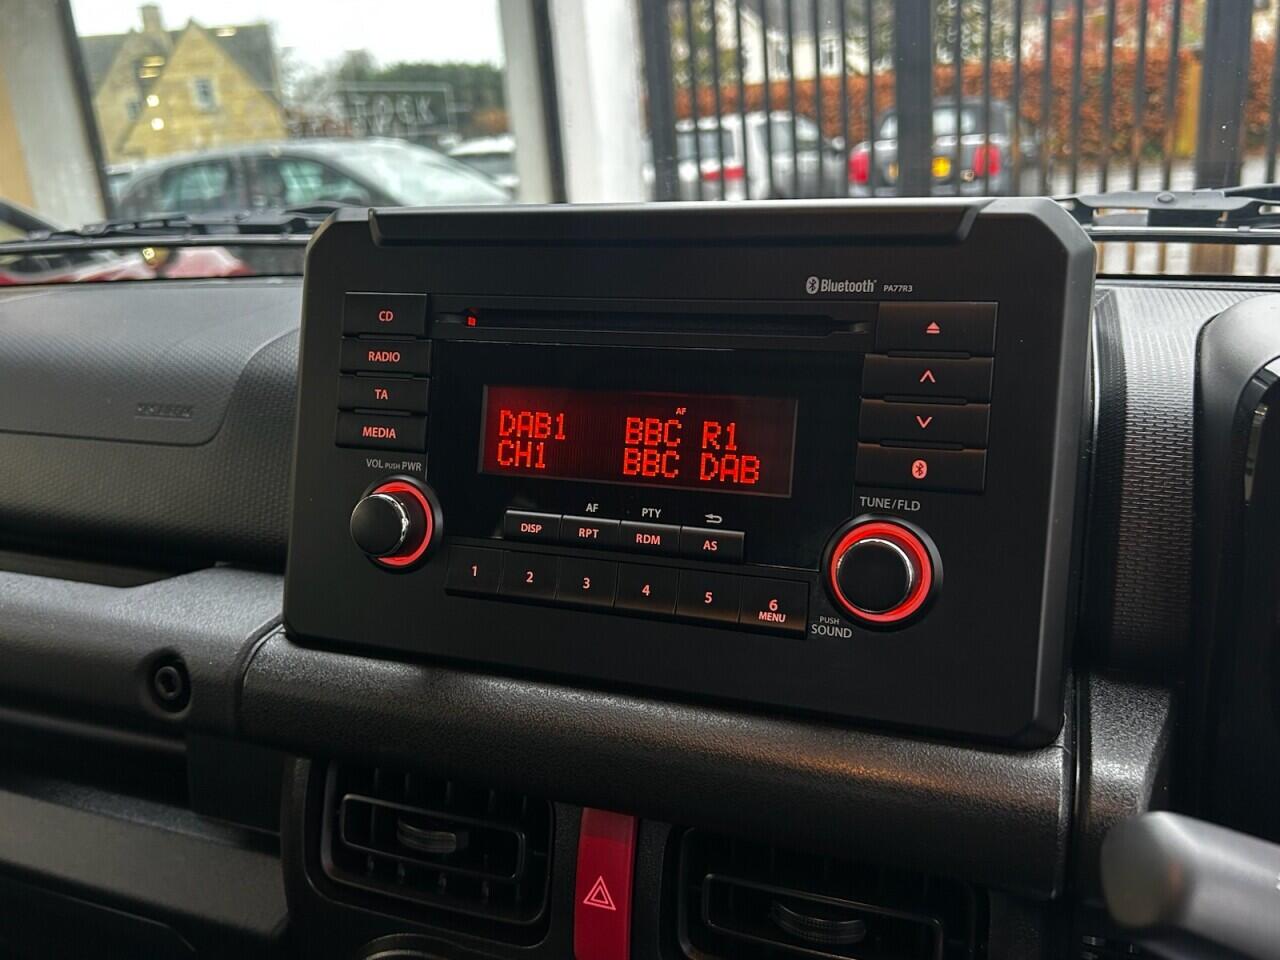 STOCK
Bluetooth PA77R3
CD
RADIO
TA
MEDIA
VOL PUSH PWR
AF
DAB1 BBC R1
CH1 BBC DAB
TUNE/FLD
AF PTY
DISP RPT RDM AS
1 2 3 4 5 6
MENU
PUSH
SOUND